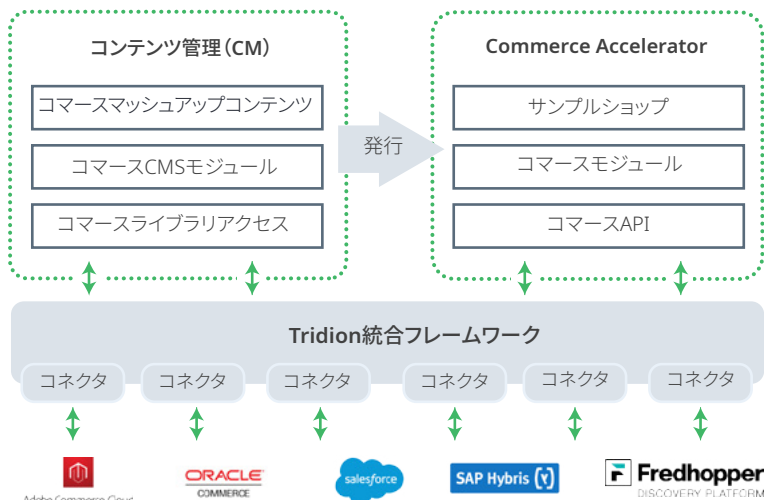 コンテンツ管理（CM）
コマースマッシュアップコンテンツ
コマースCMSモジュール
コマースライブラリアクセス
発行
Commerce Accelerator
サンプルショップ
コマースモジュール
コマースAPI
Tridion統合フレームワーク
コネクタ
コネクタ
コネクタ
コネクタ
コネクタ
コネクタ
Adobe Commerce Cloud
ORACLE
COMMERCE
salesforce
SAP Hybris (y)
Fredhopper
DISCOVERY PLATFORM